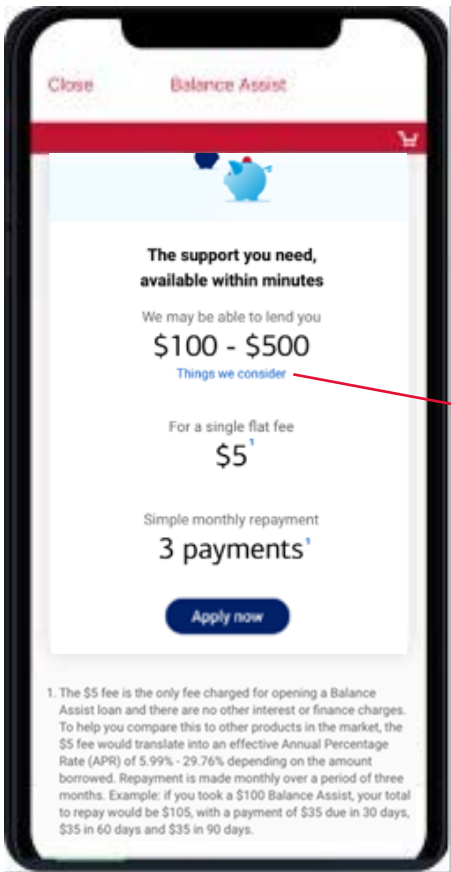 Close Balance Assist
The support you need,
available within minutes
We may be able to lend you
$100 - $500
Things we consider
For a single flat fee
$5¹
Simple monthly repayment
3 payments¹
Apply now
1. The $5 fee is the only fee charged for opening a Balance
Assist loan and there are no other interest or finance charges.
To help you compare this to other products in the market, the
$5 fee would translate into an effective Annual Percentage
Rate (APR) of 5.99% - 29.76% depending on the amount
borrowed. Repayment is made monthly over a period of three
months. Example: if you took a $100 Balance Assist, your total
to repay would be $105, with a payment of $35 due in 30 days,
$35 in 60 days and $35 in 90 days.